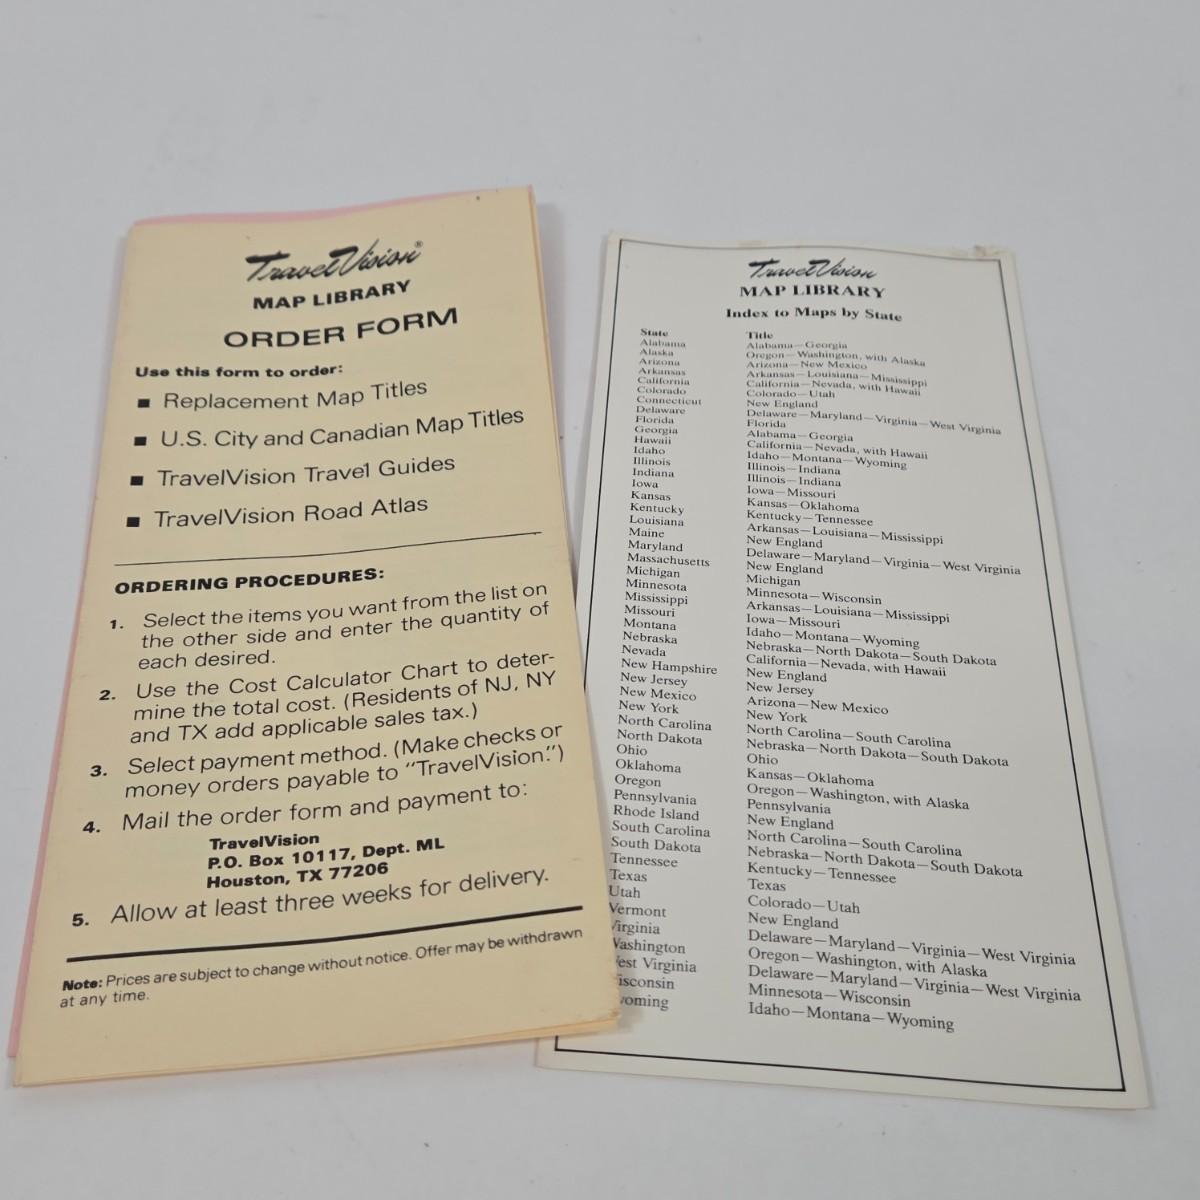 TravelVision®
MAP LIBRARY
ORDER FORM
Use this form to order:
■ Replacement Map Titles
■ U.S. City and Canadian Map Titles
■ TravelVision Travel Guides
■ TravelVision Road Atlas
ORDERING PROCEDURES:
1. Select the items you want from the list on
the other side and enter the quantity of
each desired.
2. Use the Cost Calculator Chart to deter-
mine the total cost. (Residents of NJ, NY
and TX add applicable sales tax.)
3. Select payment method. (Make checks or
money orders payable to "TravelVision.")
4. Mail the order form and payment to:
TravelVision
P.O. Box 10117, Dept. ML
Houston, TX 77206
5. Allow at least three weeks for delivery.
Note: Prices are subject to change without notice. Offer may be withdrawn
at any time.
TravelVision
MAP LIBRARY
Index to Maps by State
State Title
Alabama Alabama—Georgia
Alaska Oregon—Washington, with Alaska
Arizona Arizona—New Mexico
Arkansas Arkansas—Louisiana—Mississippi
California California—Nevada, with Hawaii
Colorado Colorado—Utah
Connecticut New England
Delaware Delaware—Maryland—Virginia—West Virginia
Florida Florida
Georgia Alabama—Georgia
Hawaii California—Nevada, with Hawaii
Idaho Idaho—Montana—Wyoming
Illinois Illinois—Indiana
Indiana Illinois—Indiana
Iowa Iowa—Missouri
Kansas Kansas—Oklahoma
Kentucky Kentucky—Tennessee
Louisiana Arkansas—Louisiana—Mississippi
Maine New England
Maryland Delaware—Maryland—Virginia—West Virginia
Massachusetts New England
Michigan Michigan
Minnesota Minnesota—Wisconsin
Mississippi Arkansas—Louisiana—Mississippi
Missouri Iowa—Missouri
Montana Idaho—Montana—Wyoming
Nebraska Nebraska—North Dakota—South Dakota
Nevada California—Nevada, with Hawaii
New Hampshire New England
New Jersey New Jersey
New Mexico Arizona—New Mexico
New York New York
North Carolina North Carolina—South Carolina
North Dakota Nebraska—North Dakota—South Dakota
Ohio Ohio
Oklahoma Kansas—Oklahoma
Oregon Oregon—Washington, with Alaska
Pennsylvania Pennsylvania
Rhode Island New England
South Carolina North Carolina—South Carolina
South Dakota Nebraska—North Dakota—South Dakota
Tennessee Kentucky—Tennessee
Texas Texas
Utah Colorado—Utah
Vermont New England
Virginia Delaware—Maryland—Virginia—West Virginia
Washington Oregon—Washington, with Alaska
West Virginia Delaware—Maryland—Virginia—West Virginia
isconsin Minnesota—Wisconsin
yoming Idaho—Montana—Wyoming